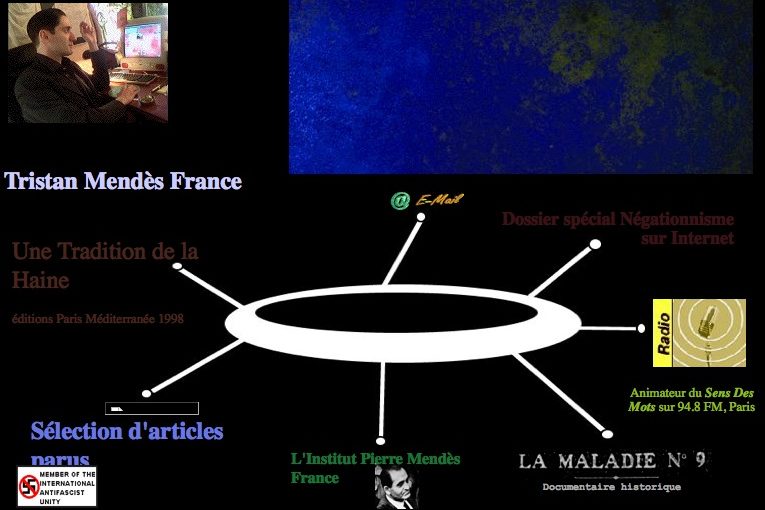 Tristan Mendès France
@ E-Mail
Dossier spécial Négationnisme
sur Internet
Une Tradition de la
Haine
éditions Paris Méditerranée 1998
Radio
Animateur du Sens Des
Mots sur 94.8 FM, Paris
Sélection d'articles
parus
L'Institut Pierre Mendès
France
LA MALADIE N° 9
Documentaire historique
MEMBER OF THE
INTERNATIONAL
ANTIFASCIST
UNITY